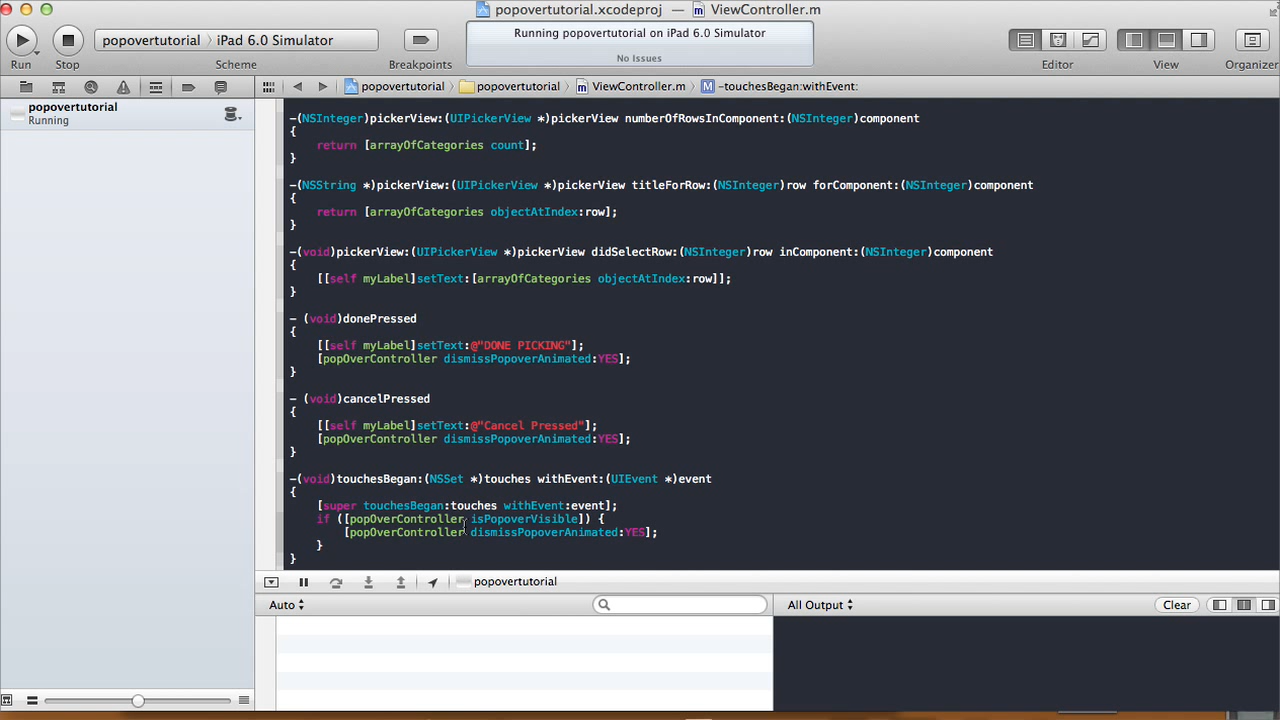 popovertutorial.xcodeproj — ViewController.m
popovertutorial iPad 6.0 Simulator
Running popovertutorial on iPad 6.0 Simulator
No Issues
Run Stop Scheme Breakpoints Editor View Organizer
popovertutorial popovertutorial ViewController.m -touchesBegan:withEvent:
popovertutorial
Running
-(NSInteger)pickerView:(UIPickerView *)pickerView numberOfRowsInComponent:(NSInteger)component
{
return [arrayOfCategories count];
}
-(NSString *)pickerView:(UIPickerView *)pickerView titleForRow:(NSInteger)row forComponent:(NSInteger)component
{
return [arrayOfCategories objectAtIndex:row];
}
-(void)pickerView:(UIPickerView *)pickerView didSelectRow:(NSInteger)row inComponent:(NSInteger)component
{
[[self myLabel]setText:[arrayOfCategories objectAtIndex:row]];
}
- (void)donePressed
{
[[self myLabel]setText:@"DONE PICKING"];
[popOverController dismissPopoverAnimated:YES];
}
- (void)cancelPressed
{
[[self myLabel]setText:@"Cancel Pressed"];
[popOverController dismissPopoverAnimated:YES];
}
-(void)touchesBegan:(NSSet *)touches withEvent:(UIEvent *)event
{
[super touchesBegan:touches withEvent:event];
if ([popOverController isPopoverVisible]) {
[popOverController dismissPopoverAnimated:YES];
}
}
popovertutorial
Auto All Output Clear